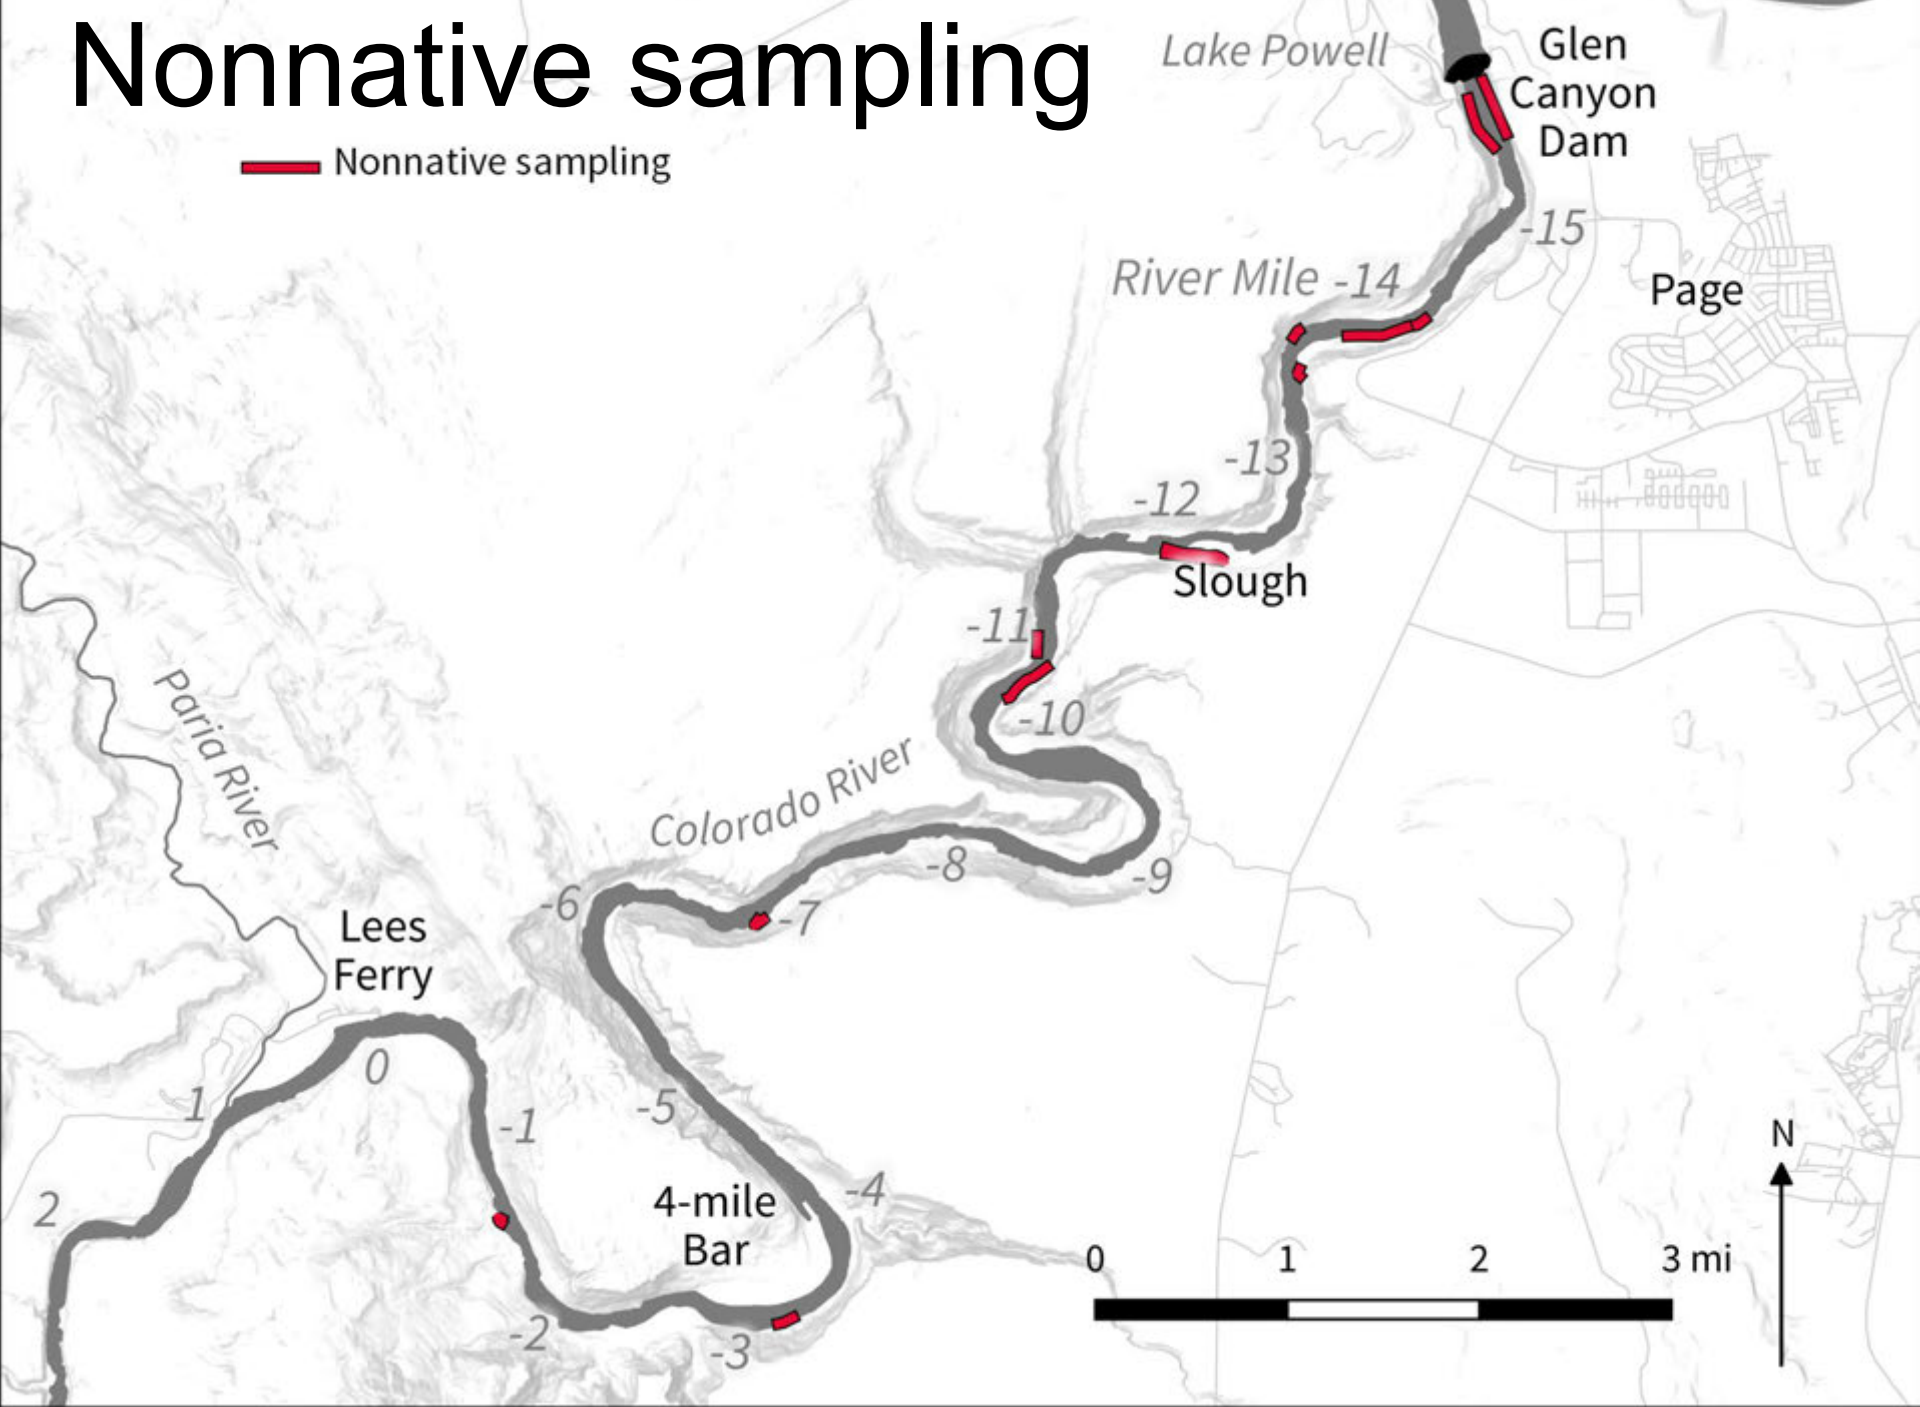 Nonnative sampling
Nonnative sampling
Lake Powell
Glen
Canyon
Dam
-15
River Mile -14
Page
-13
-12
Slough
-11
-10
Paria River
Colorado River
-9
-8
-7
-6
Lees
Ferry
0
1
-1
-5
2
4-mile
Bar
-4
-2
-3
N
0 1 2 3 mi